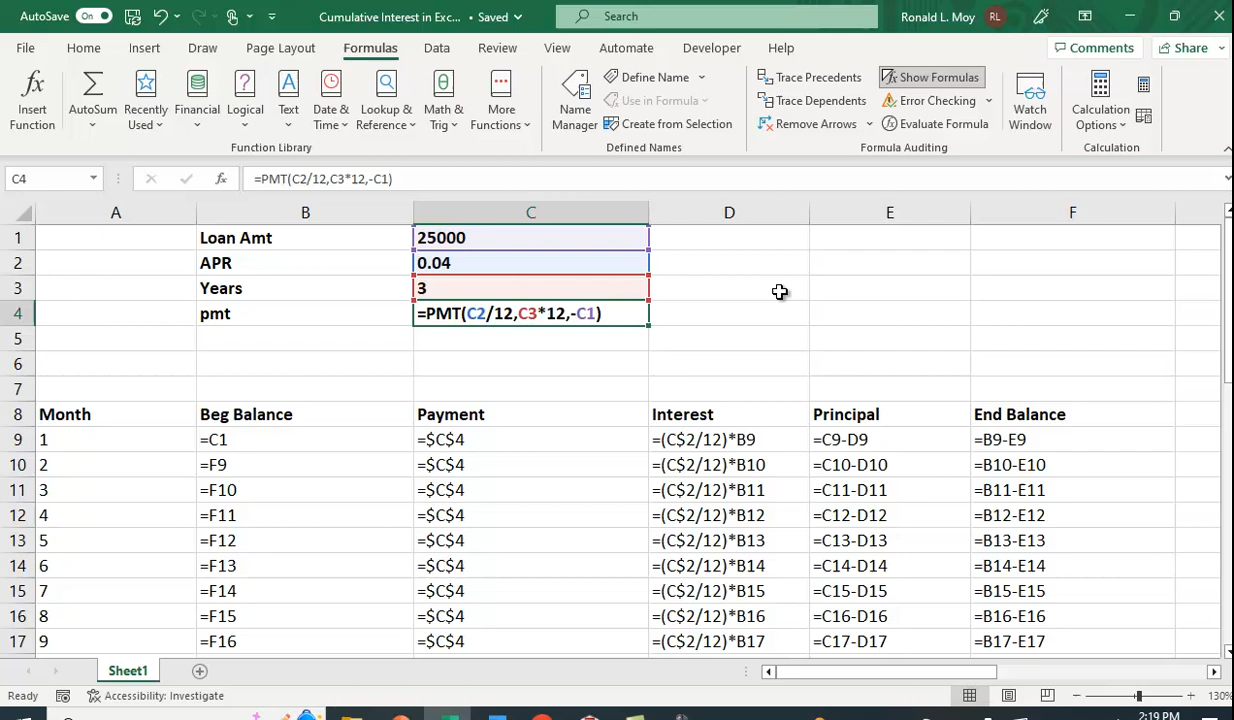 AutoSave On Cumulative Interest in Exc... • Saved Search Ronald L. Moy RL
File Home Insert Draw Page Layout Formulas Data Review View Automate Developer Help Comments Share
Insert Function
AutoSum
Recently Used
Financial
Logical
Text
Date & Time
Lookup & Reference
Math & Trig
More Functions
Function Library
Name Manager
Define Name
Use in Formula
Create from Selection
Defined Names
Trace Precedents
Trace Dependents
Remove Arrows
Show Formulas
Error Checking
Evaluate Formula
Watch Window
Formula Auditing
Calculation Options
Calculation
C4 fx =PMT(C2/12,C3*12,-C1)
A B C D E F
1 Loan Amt 25000
2 APR 0.04
3 Years 3
4 pmt =PMT(C2/12,C3*12,-C1)
5
6
7
8 Month Beg Balance Payment Interest Principal End Balance
9 1 =C1 =$C$4 =(C$2/12)*B9 =C9-D9 =B9-E9
10 2 =F9 =$C$4 =(C$2/12)*B10 =C10-D10 =B10-E10
11 3 =F10 =$C$4 =(C$2/12)*B11 =C11-D11 =B11-E11
12 4 =F11 =$C$4 =(C$2/12)*B12 =C12-D12 =B12-E12
13 5 =F12 =$C$4 =(C$2/12)*B13 =C13-D13 =B13-E13
14 6 =F13 =$C$4 =(C$2/12)*B14 =C14-D14 =B14-E14
15 7 =F14 =$C$4 =(C$2/12)*B15 =C15-D15 =B15-E15
16 8 =F15 =$C$4 =(C$2/12)*B16 =C16-D16 =B16-E16
17 9 =F16 =$C$4 =(C$2/12)*B17 =C17-D17 =B17-E17
Sheet1
Ready Accessibility: Investigate 130%
2:19 PM